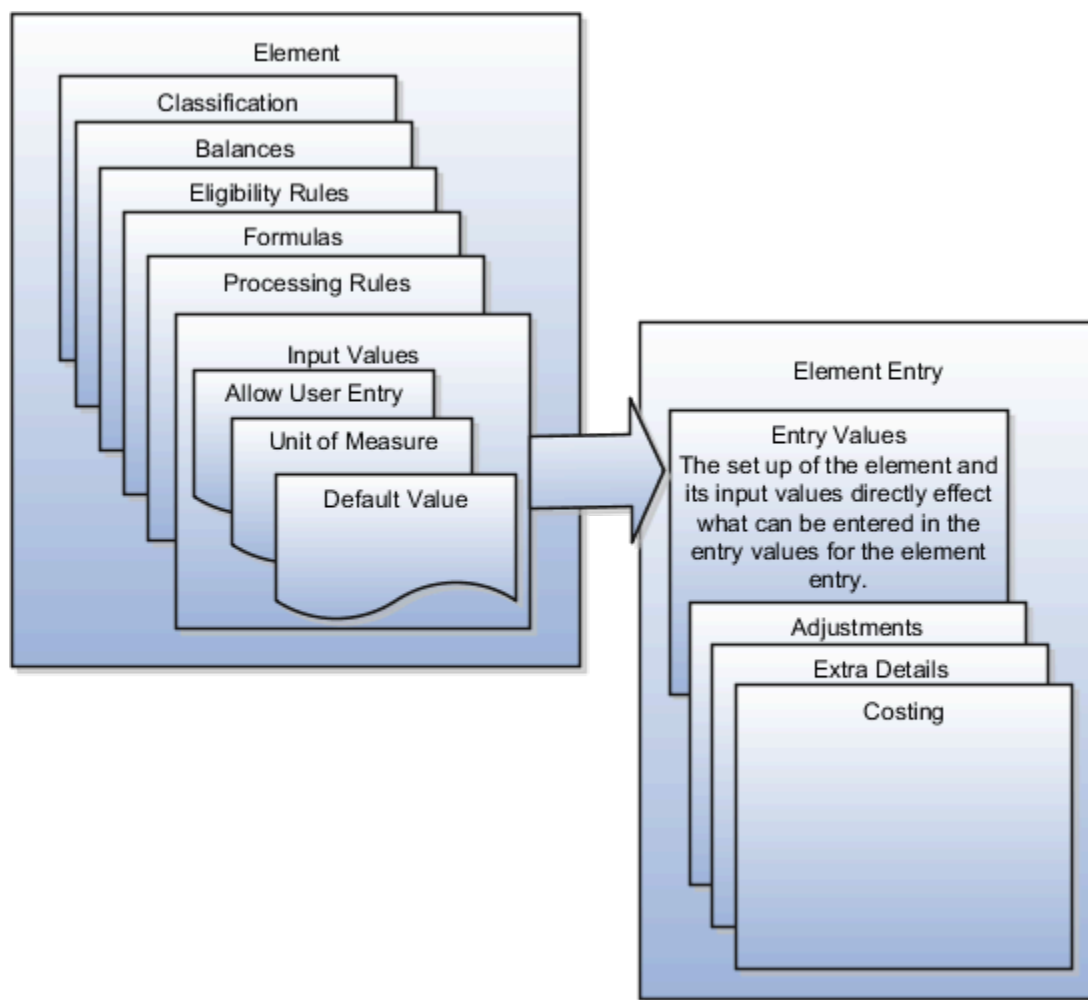 Element
Classification
Balances
Eligibility Rules
Formulas
Processing Rules
Input Values
Allow User Entry
Unit of Measure
Default Value
Element Entry
Entry Values
The set up of the element and
its input values directly effect
what can be entered in the
entry values for the element
entry.
Adjustments
Extra Details
Costing